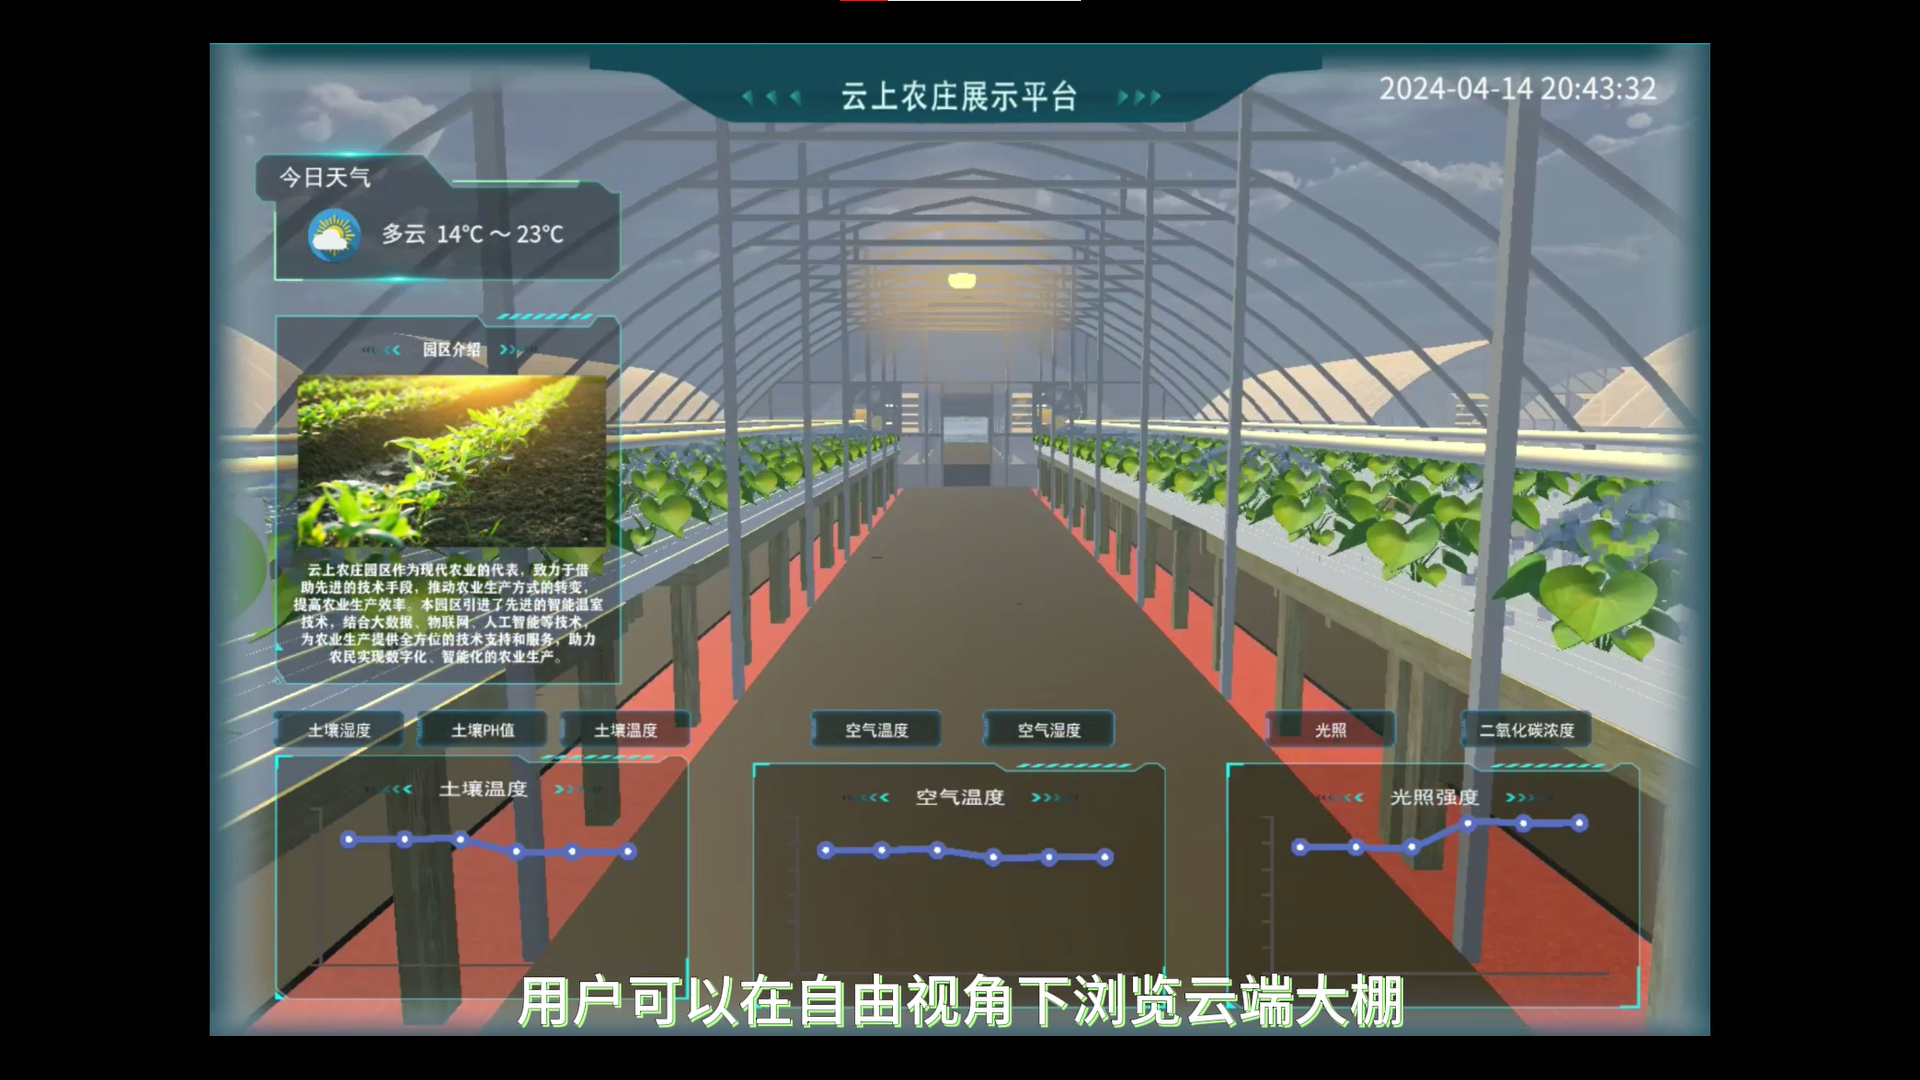 云上农庄展示平台
2024-04-14 20:43:32
今日天气
多云 14℃～23℃
园区介绍
云上农庄园区作为现代农业的代表，致力于借
助先进的技术手段，推动农业生产方式的转变，
提高农业生产效率。本园区引进了先进的智能温室
技术，结合大数据、物联网、人工智能等技术，
为农业生产提供全方位的技术支持和服务，助力
农民实现数字化、智能化的农业生产。
土壤湿度 土壤PH值 土壤温度
空气温度 空气湿度
光照 二氧化碳浓度
土壤温度
空气温度
光照强度
用户可以在自由视角下浏览云端大棚